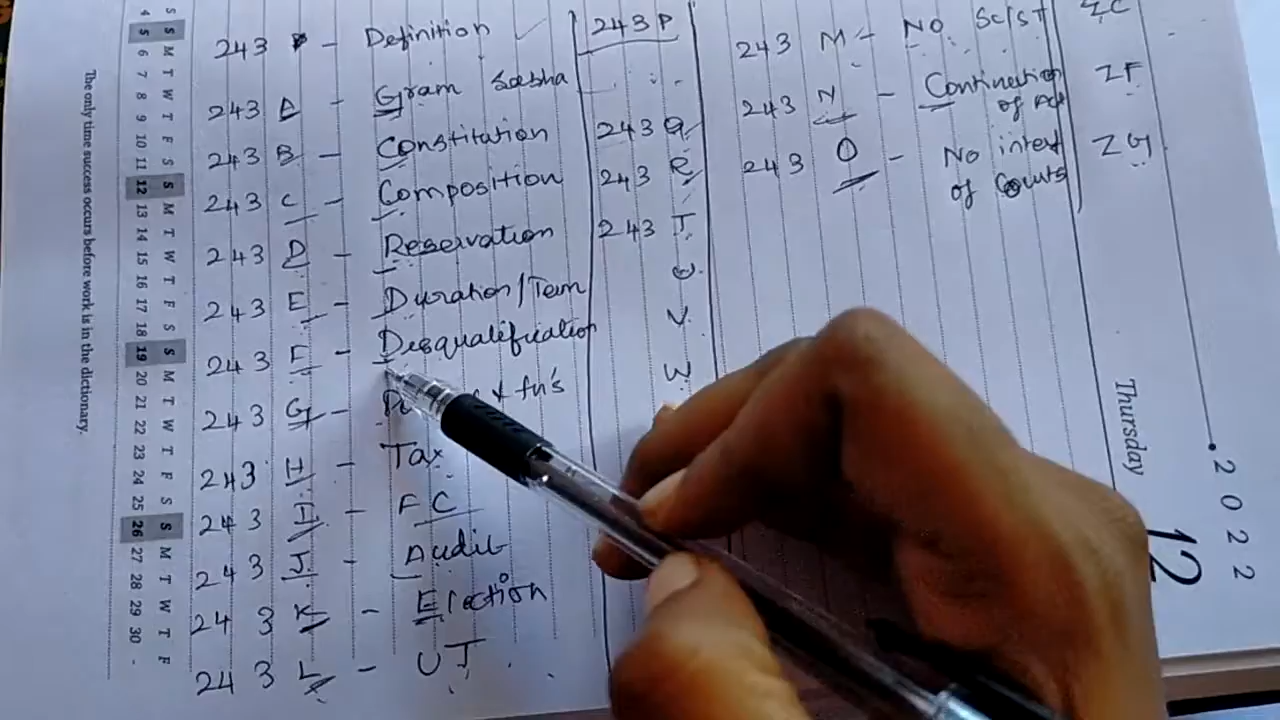 243 - Definition
243 A - Gram Sabha
243 B - Constitution
243 C - Composition
243 D - Reservation
243 E - Duration/Term
243 F - Disqualification
243 G - fn's
243 H - Tax
243 I - FC
243 J - Audit
243 K - Election
243 L - UT
243 P
243 Q
243 R
243 T
U
V
W
243 M - No Sc/ST
243 N - Continuation
of Act
243 O - No interf
of Courts
ZC
ZF
ZG
S S M T W T F S S M T W T F S S M T W T F S S M T W T F
4 5 6 7 8 9 10 11 12 13 14 15 16 17 18 19 20 21 22 23 24 25 26 27 28 29 30 -
The only time success occurs before work is in the dictionary.
Thursday
12
2022